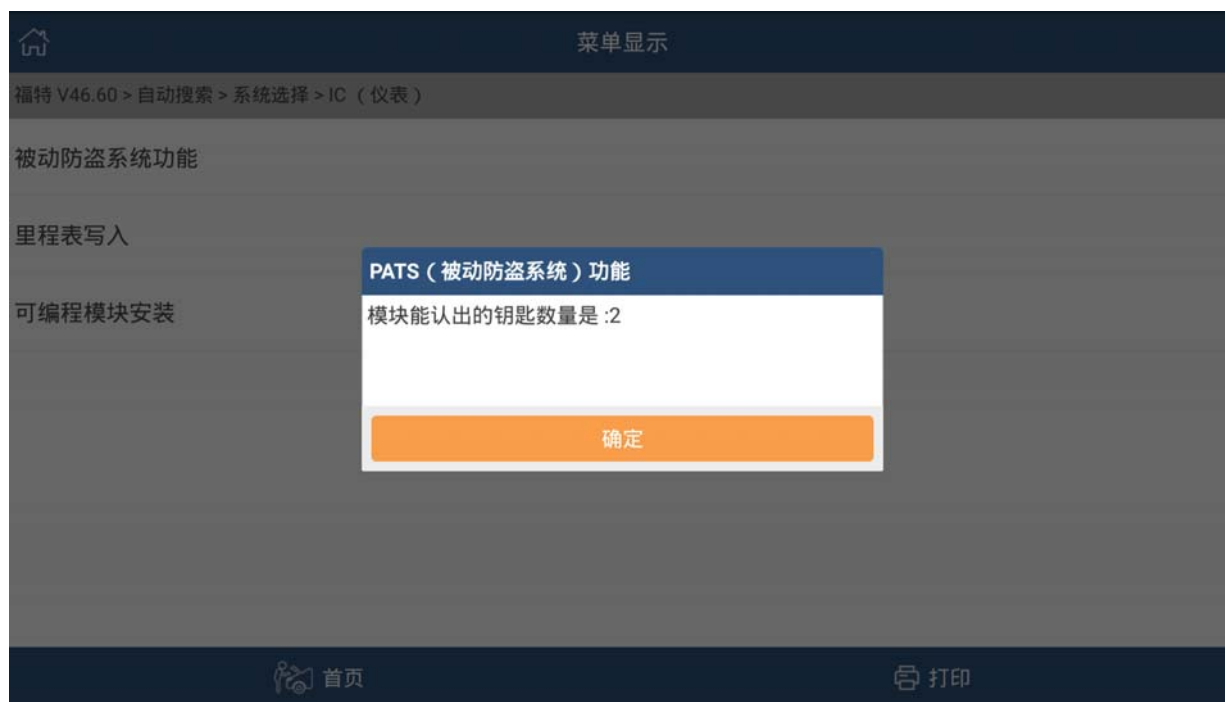 菜单显示
福特 V46.60 > 自动搜索 > 系统选择 > IC （仪表）
被动防盗系统功能
里程表写入
可编程模块安装
PATS（被动防盗系统）功能
模块能认出的钥匙数量是 :2
确定
首页
打印